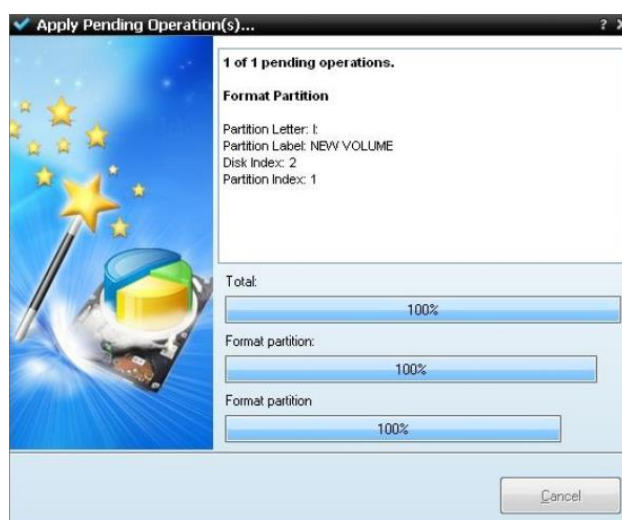 Apply Pending Operation(s)...
1 of 1 pending operations.
Format Partition
Partition Letter: I:
Partition Label: NEW VOLUME
Disk Index: 2
Partition Index: 1
Total:
100%
Format partition:
100%
Format partition
100%
Cancel